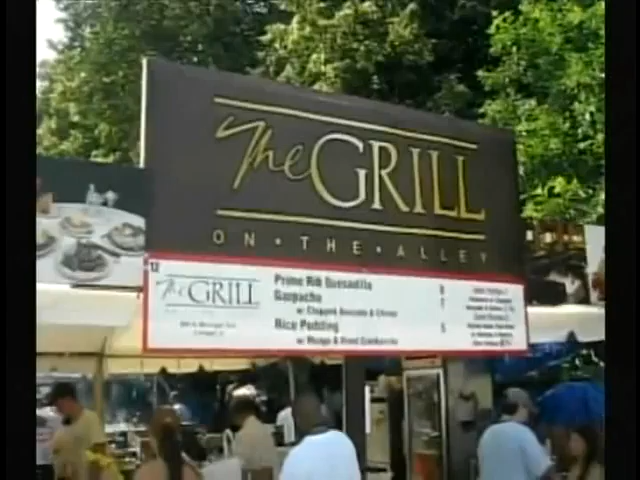 The GRILL
ON • THE • ALLEY
12
The GRILL
Prime Rib Quesadilla 8
Gazpacho 7
w/ Chopped Avocado & Chives
Rice Pudding 5
w/ Mango & Dried Cranberries